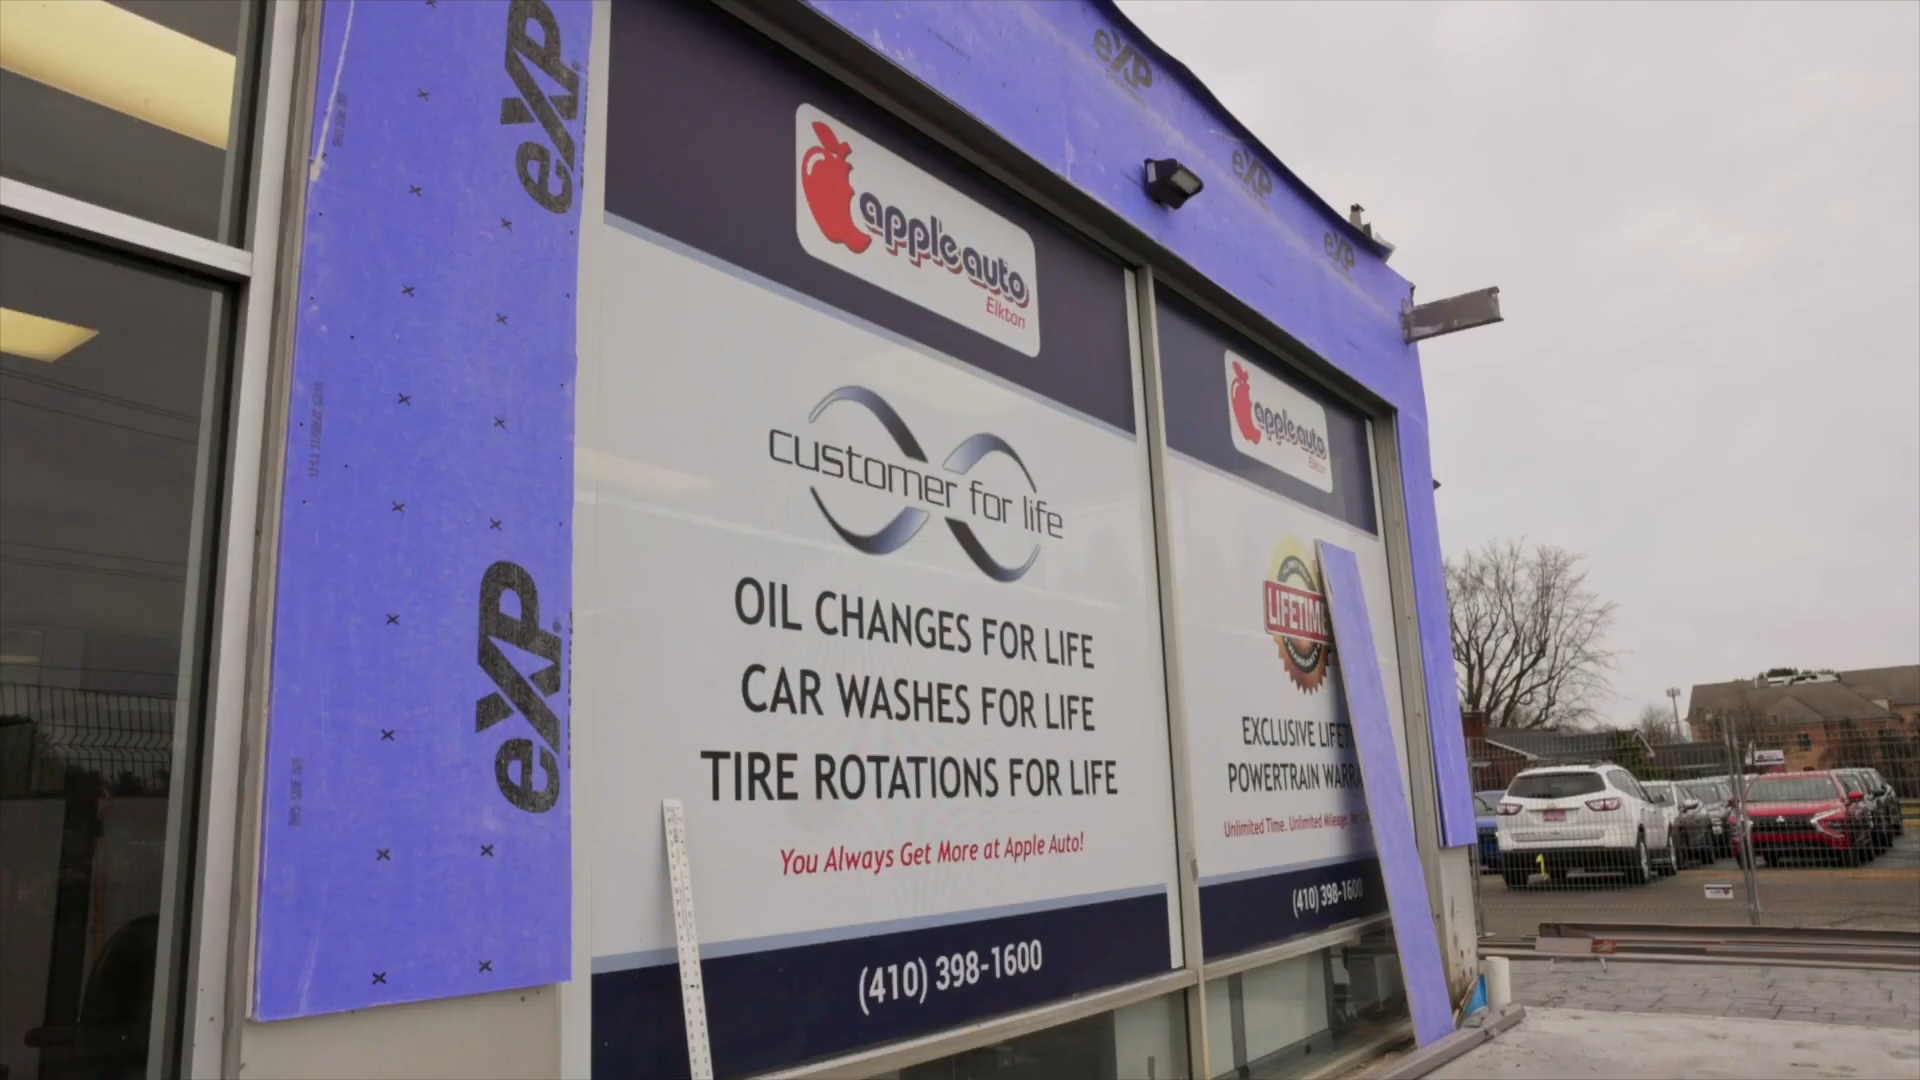 eXP
eXP
eXP
eXP
eXP
apple auto
Elkton
customer for life
OIL CHANGES FOR LIFE
CAR WASHES FOR LIFE
TIRE ROTATIONS FOR LIFE
You Always Get More at Apple Auto!
(410) 398-1600
apple auto
Elkton
LIFETIM
EXCLUSIVE LIFET
POWERTRAIN WARRA
Unlimited Time. Unlimited Mileage.
(410) 398-1600